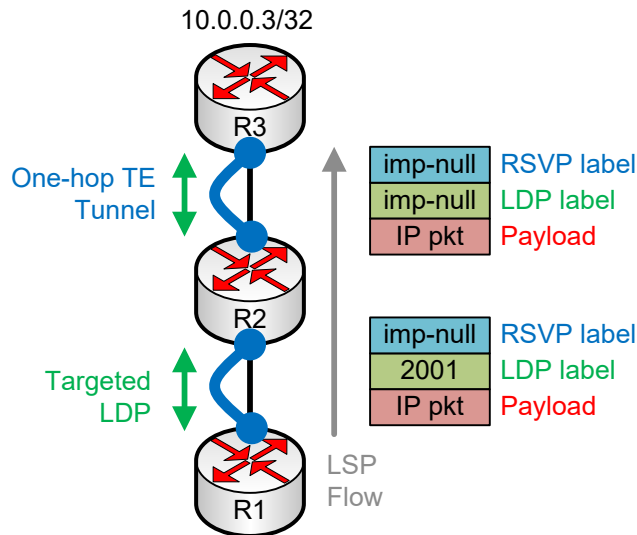 10.0.0.3/32
R3
One-hop TE
Tunnel
imp-null RSVP label
imp-null LDP label
IP pkt Payload
R2
Targeted
LDP
imp-null RSVP label
2001 LDP label
IP pkt Payload
LSP
Flow
R1